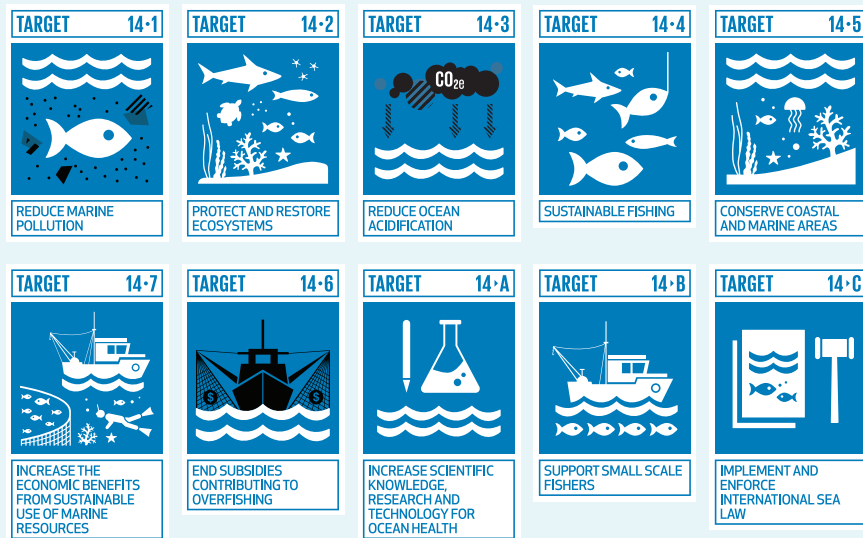 TARGET 14·1
REDUCE MARINE
POLLUTION
TARGET 14·2
PROTECT AND RESTORE
ECOSYSTEMS
TARGET 14·3
CO2e
REDUCE OCEAN
ACIDIFICATION
TARGET 14·4
SUSTAINABLE FISHING
TARGET 14·5
CONSERVE COASTAL
AND MARINE AREAS
TARGET 14·7
INCREASE THE
ECONOMIC BENEFITS
FROM SUSTAINABLE
USE OF MARINE
RESOURCES
TARGET 14·6
$ $
END SUBSIDIES
CONTRIBUTING TO
OVERFISHING
TARGET 14▸A
INCREASE SCIENTIFIC
KNOWLEDGE,
RESEARCH AND
TECHNOLOGY FOR
OCEAN HEALTH
TARGET 14▸B
SUPPORT SMALL SCALE
FISHERS
TARGET 14▸C
IMPLEMENT AND
ENFORCE
INTERNATIONAL SEA
LAW